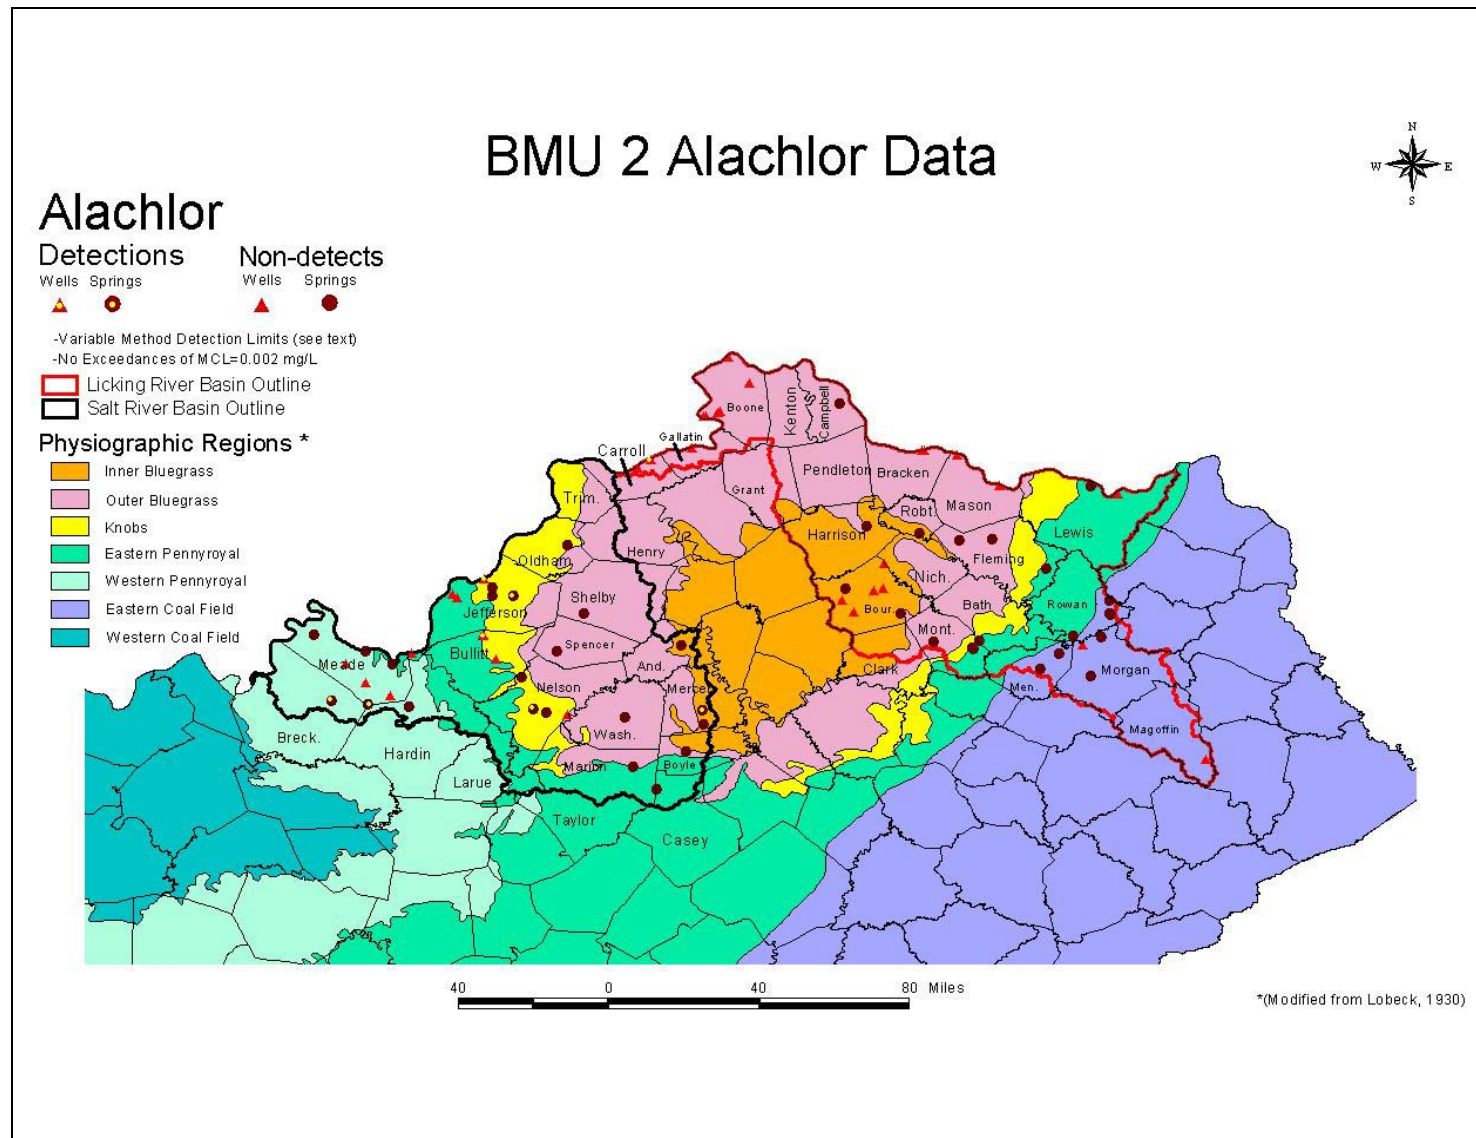 BMU 2 Alachlor Data
N
W E
S
Alachlor
Detections Non-detects
Wells Springs Wells Springs
-Variable Method Detection Limits (see text)
-No Exceedances of MCL=0.002 mg/L
Licking River Basin Outline
Salt River Basin Outline
Physiographic Regions *
Inner Bluegrass
Outer Bluegrass
Knobs
Eastern Pennyroyal
Western Pennyroyal
Eastern Coal Field
Western Coal Field
Boone
Kenton
Campbell
Gallatin
Carroll
Grant
Pendleton
Bracken
Trim.
Robt.
Mason
Harrison
Lewis
Henry
Oldham
Fleming
Nich.
Shelby
Jefferson
Bour.
Bath
Rowan
Mont.
Spencer
Bullitt
Meade
And.
Clark
Morgan
Nelson
Mercer
Men.
Magoffin
Wash.
Breck.
Hardin
Marion
Boyle
Larue
Taylor
Casey
40 0 40 80 Miles
*(Modified from Lobeck, 1930)